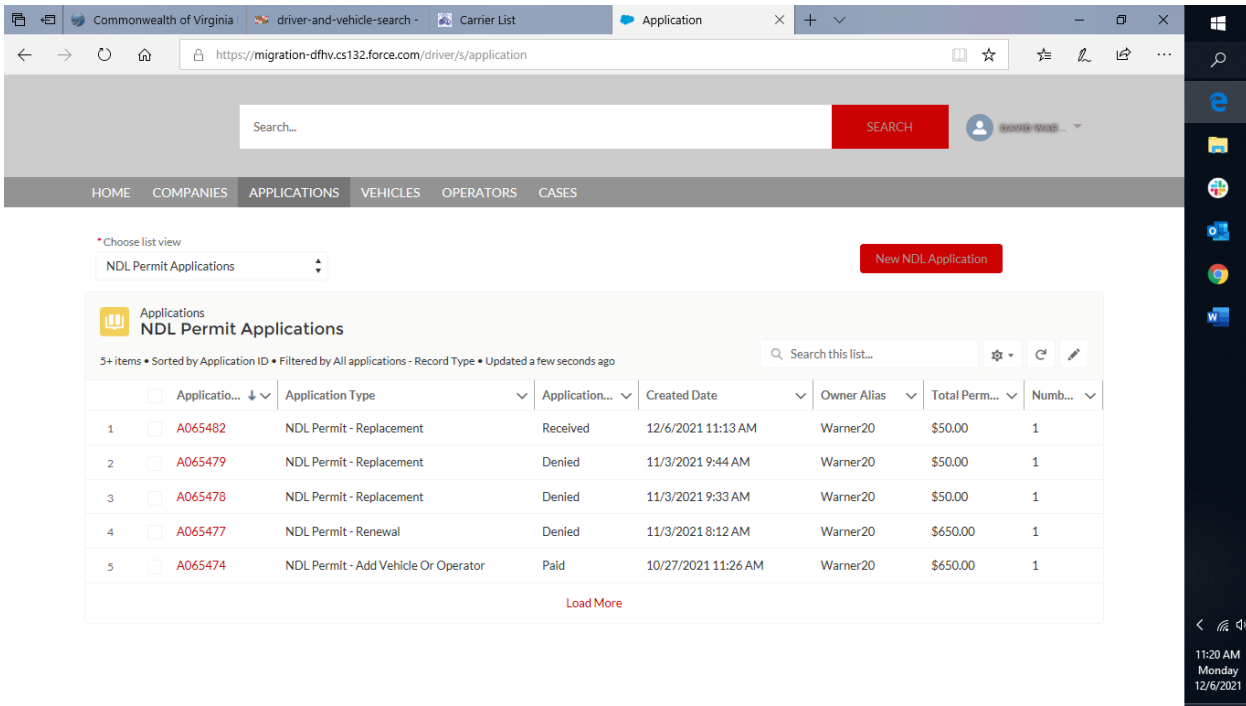 Commonwealth of Virginia
driver-and-vehicle-search -
Carrier List
Application
https://migration-dfhv.cs132.force.com/driver/s/application
Search...
SEARCH
HOME COMPANIES APPLICATIONS VEHICLES OPERATORS CASES
* Choose list view
NDL Permit Applications
New NDL Application
Applications
NDL Permit Applications
5+ items • Sorted by Application ID • Filtered by All applications - Record Type • Updated a few seconds ago
Search this list...
Applicatio... Application Type Application... Created Date Owner Alias Total Perm... Numb...
1 A065482 NDL Permit - Replacement Received 12/6/2021 11:13 AM Warner20 $50.00 1
2 A065479 NDL Permit - Replacement Denied 11/3/2021 9:44 AM Warner20 $50.00 1
3 A065478 NDL Permit - Replacement Denied 11/3/2021 9:33 AM Warner20 $50.00 1
4 A065477 NDL Permit - Renewal Denied 11/3/2021 8:12 AM Warner20 $650.00 1
5 A065474 NDL Permit - Add Vehicle Or Operator Paid 10/27/2021 11:26 AM Warner20 $650.00 1
Load More
11:20 AM
Monday
12/6/2021